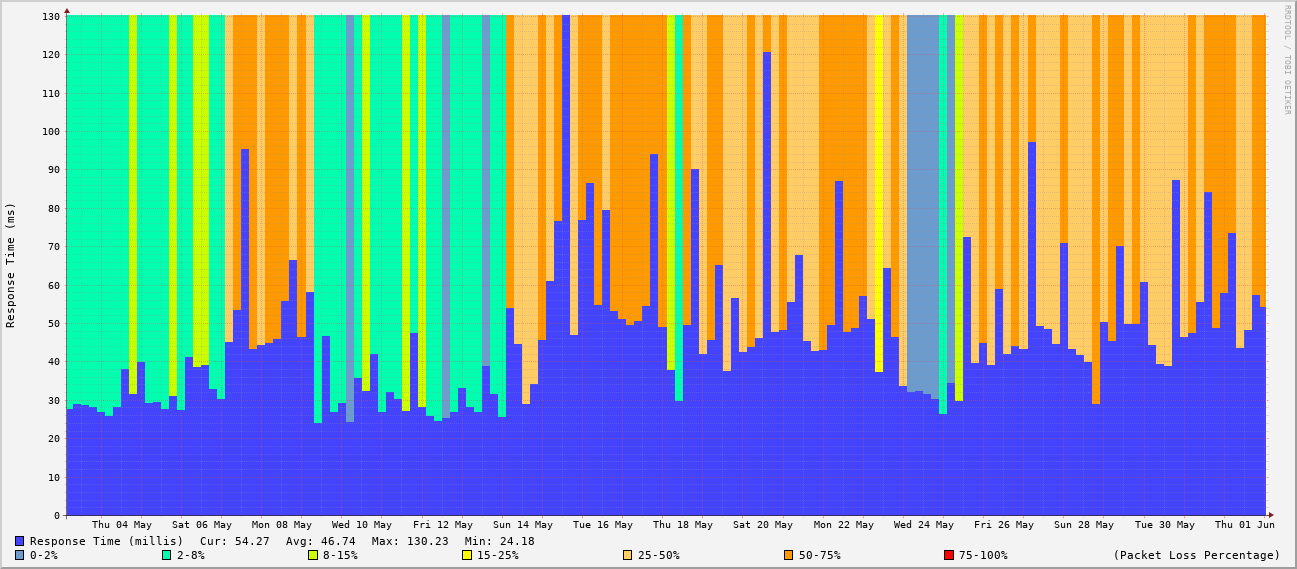 RRDTOOL / TOBI OETIKER
Response Time (ms)
130
120
110
100
90
80
70
60
50
40
30
20
10
0
Thu 04 May Sat 06 May Mon 08 May Wed 10 May Fri 12 May Sun 14 May Tue 16 May Thu 18 May Sat 20 May Mon 22 May Wed 24 May Fri 26 May Sun 28 May Tue 30 May Thu 01 Jun
Response Time (millis) Cur: 54.27 Avg: 46.74 Max: 130.23 Min: 24.18
0-2% 2-8% 8-15% 15-25% 25-50% 50-75% 75-100% (Packet Loss Percentage)